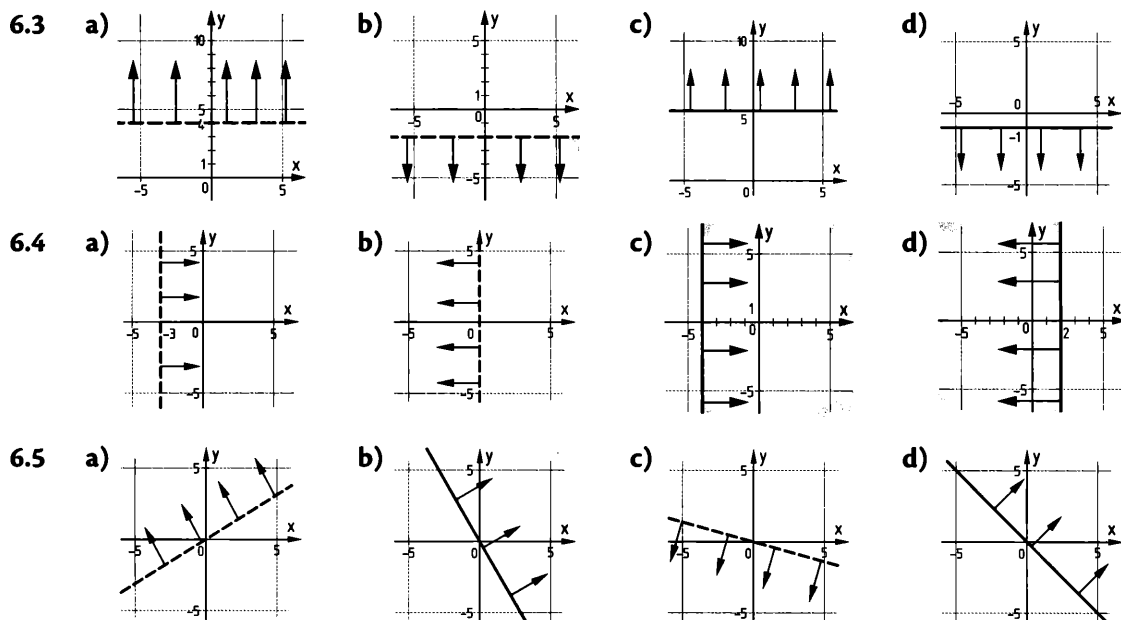 6.3 a) b) c) d)
y 10 5 4 1 -5 0 5 x
y 5 x -5 0 5 -5
y 10 5 -5 0 5 x
y 5 -5 0 5 x -1 -5
6.4 a) b) c) d)
y 5 x -5 -3 0 5 -5
y 5 x -5 0 5 -5
y 5 1 x -5 0 5 -5
y 5 x -5 0 2 5 -5
6.5 a) b) c) d)
y 5 x -5 0 5 -5
y 5 x -5 0 5 -5
y 5 x -5 0 5 -5
y 5 x -5 0 5 -5